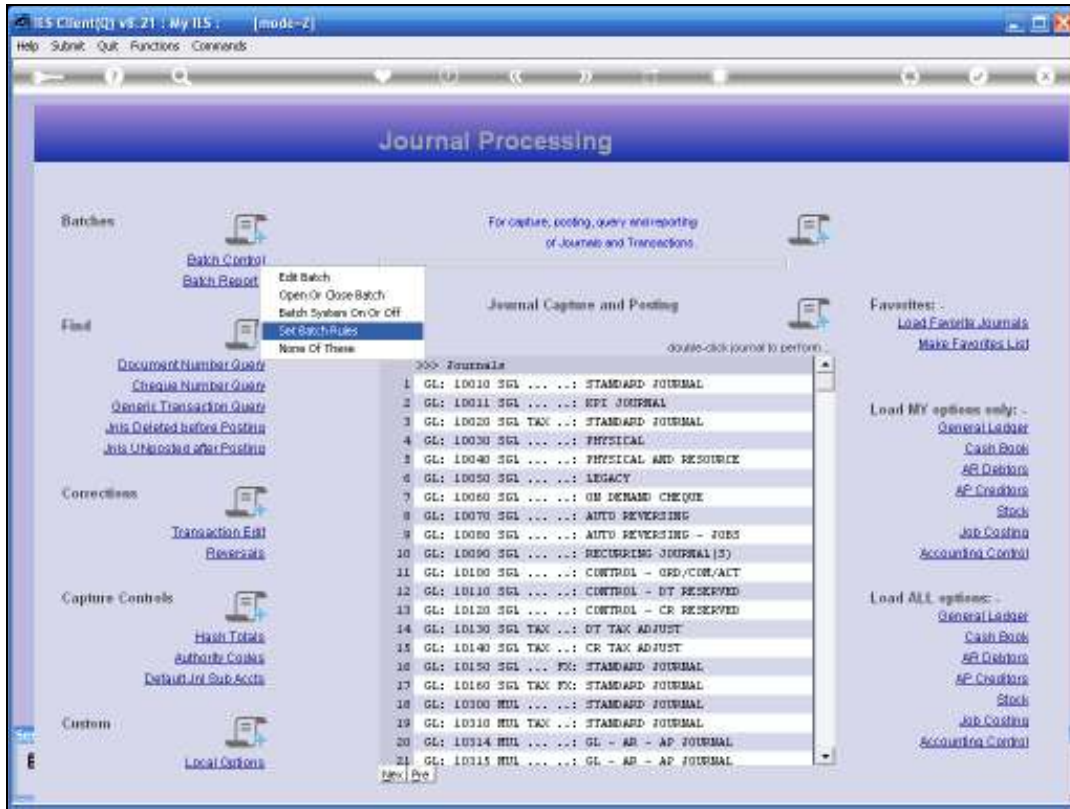 IES Client(Q) v8.21 : My IES : [mode=2]
Help Submit Quit Functions Commands
Journal Processing
Batches
Batch Control
Batch Report
Edit Batch
Open Or Close Batch
Batch System On Or Off
Set Batch Rules
None Of These
Find
Document Number Query
Cheque Number Query
Generic Transaction Query
Jnls Deleted before Posting
Jnls UNposted after Posting
Corrections
Transaction Edit
Reversals
Capture Controls
Hash Totals
Authority Codes
Default Jnl Sub Accts
Custom
Local Options
For capture, posting, query and reporting
of Journals and Transactions.
Journal Capture and Posting
double-click journal to perform...
>>> Journals
1 GL: 10010 SGL ... ..: STANDARD JOURNAL
2 GL: 10011 SGL ... ..: KPI JOURNAL
3 GL: 10020 SGL TAX ..: STANDARD JOURNAL
4 GL: 10030 SGL ... ..: PHYSICAL
5 GL: 10040 SGL ... ..: PHYSICAL AND RESOURCE
6 GL: 10050 SGL ... ..: LEGACY
7 GL: 10060 SGL ... ..: ON DEMAND CHEQUE
8 GL: 10070 SGL ... ..: AUTO REVERSING
9 GL: 10080 SGL ... ..: AUTO REVERSING - JOBS
10 GL: 10090 SGL ... ..: RECURRING JOURNAL(S)
11 GL: 10100 SGL ... ..: CONTROL - ORD/COM/ACT
12 GL: 10110 SGL ... ..: CONTROL - DT RESERVED
13 GL: 10120 SGL ... ..: CONTROL - CR RESERVED
14 GL: 10130 SGL TAX ..: DT TAX ADJUST
15 GL: 10140 SGL TAX ..: CR TAX ADJUST
16 GL: 10150 SGL ... FX: STANDARD JOURNAL
17 GL: 10160 SGL TAX FX: STANDARD JOURNAL
18 GL: 10300 MUL ... ..: STANDARD JOURNAL
19 GL: 10310 MUL TAX ..: STANDARD JOURNAL
20 GL: 10314 MUL ... ..: GL - AR - AP JOURNAL
21 GL: 10315 MUL ... ..: GL - AR - AP JOURNAL
Nex Pre
Favorites: -
Load Favorite Journals
Make Favorites List
Load MY options only: -
General Ledger
Cash Book
AR Debtors
AP Creditors
Stock
Job Costing
Accounting Control
Load ALL options: -
General Ledger
Cash Book
AR Debtors
AP Creditors
Stock
Job Costing
Accounting Control